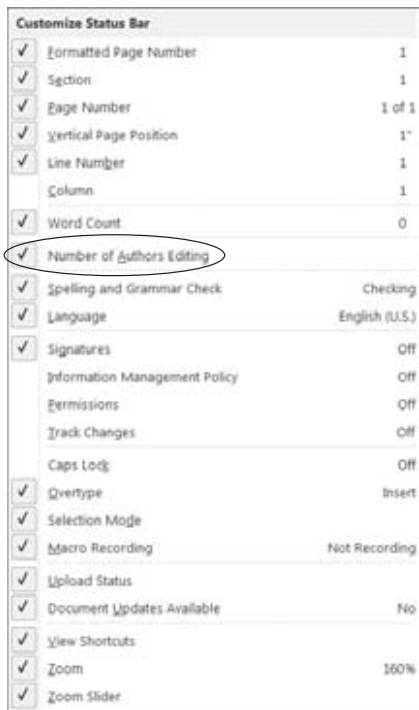 Customize Status Bar
✓ Formatted Page Number 1
✓ Section 1
✓ Page Number 1 of 1
✓ Vertical Page Position 1"
✓ Line Number 1
Column 1
✓ Word Count 0
✓ Number of Authors Editing
✓ Spelling and Grammar Check Checking
✓ Language English (U.S.)
✓ Signatures Off
Information Management Policy Off
Permissions Off
Track Changes Off
Caps Lock Off
✓ Overtype Insert
✓ Selection Mode
✓ Macro Recording Not Recording
✓ Upload Status
✓ Document Updates Available No
✓ View Shortcuts
✓ Zoom 160%
✓ Zoom Slider